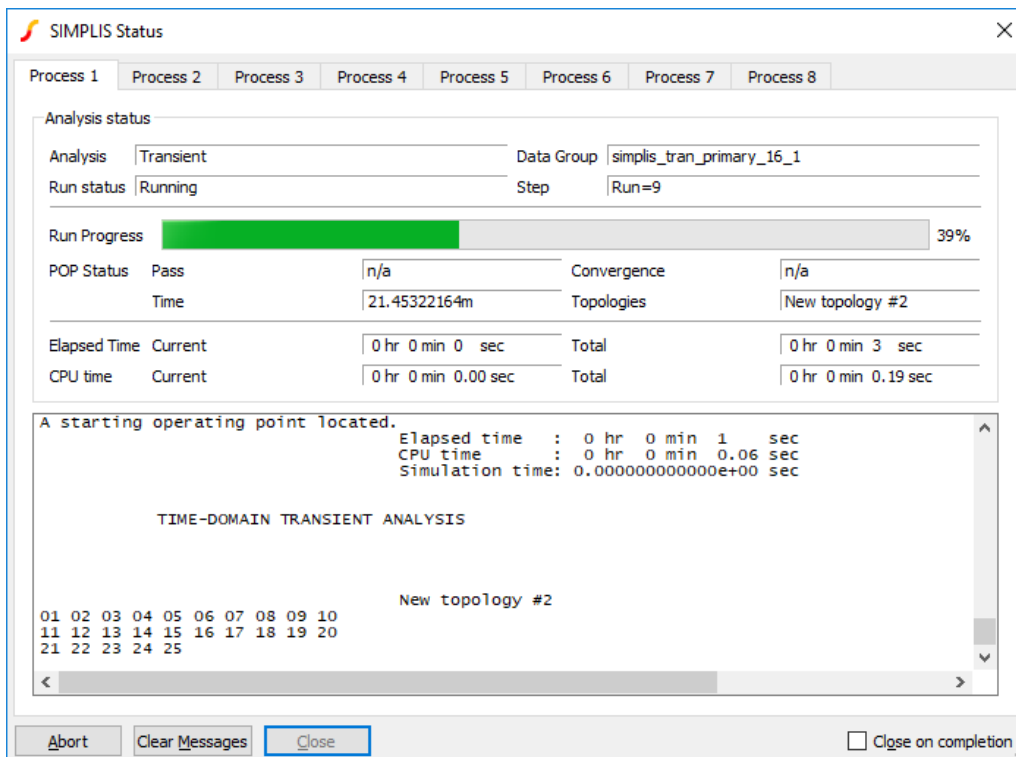 SIMPLIS Status
Process 1 Process 2 Process 3 Process 4 Process 5 Process 6 Process 7 Process 8
Analysis status
Analysis Transient Data Group simplis_tran_primary_16_1
Run status Running Step Run=9
Run Progress 39%
POP Status Pass n/a Convergence n/a
Time 21.45322164m Topologies New topology #2
Elapsed Time Current 0 hr 0 min 0 sec Total 0 hr 0 min 3 sec
CPU time Current 0 hr 0 min 0.00 sec Total 0 hr 0 min 0.19 sec
A starting operating point located.
Elapsed time : 0 hr 0 min 1 sec
CPU time : 0 hr 0 min 0.06 sec
Simulation time: 0.000000000000e+00 sec
TIME-DOMAIN TRANSIENT ANALYSIS
New topology #2
01 02 03 04 05 06 07 08 09 10
11 12 13 14 15 16 17 18 19 20
21 22 23 24 25
Abort Clear Messages Close Close on completion